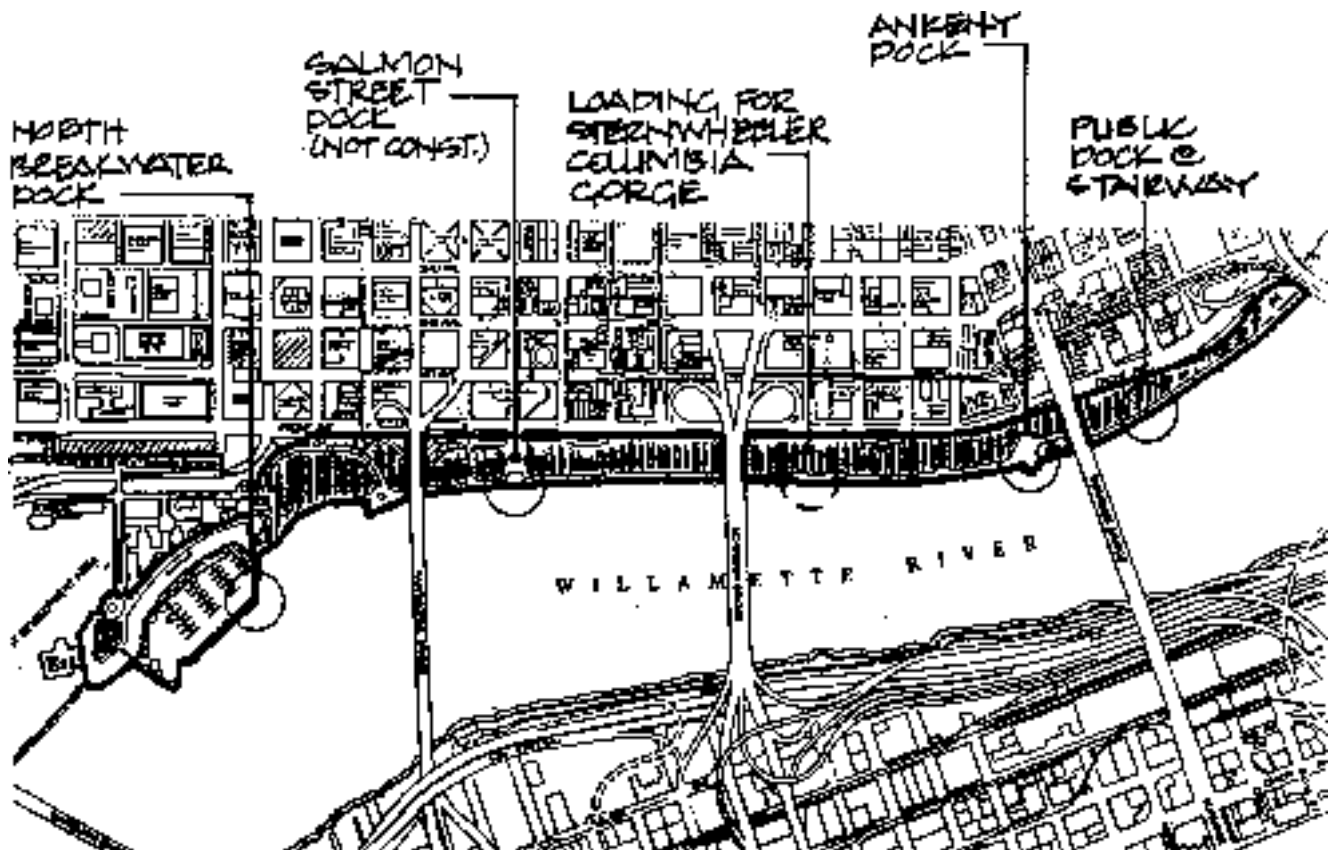 NORTH
BREAKWATER
DOCK
SALMON
STREET
DOCK
(NOT CONST.)
LOADING FOR
STERNWHEELER
COLUMBIA
GORGE
ANKENY
DOCK
PUBLIC
DOCK @
STAIRWAY
WILLAMETTE RIVER